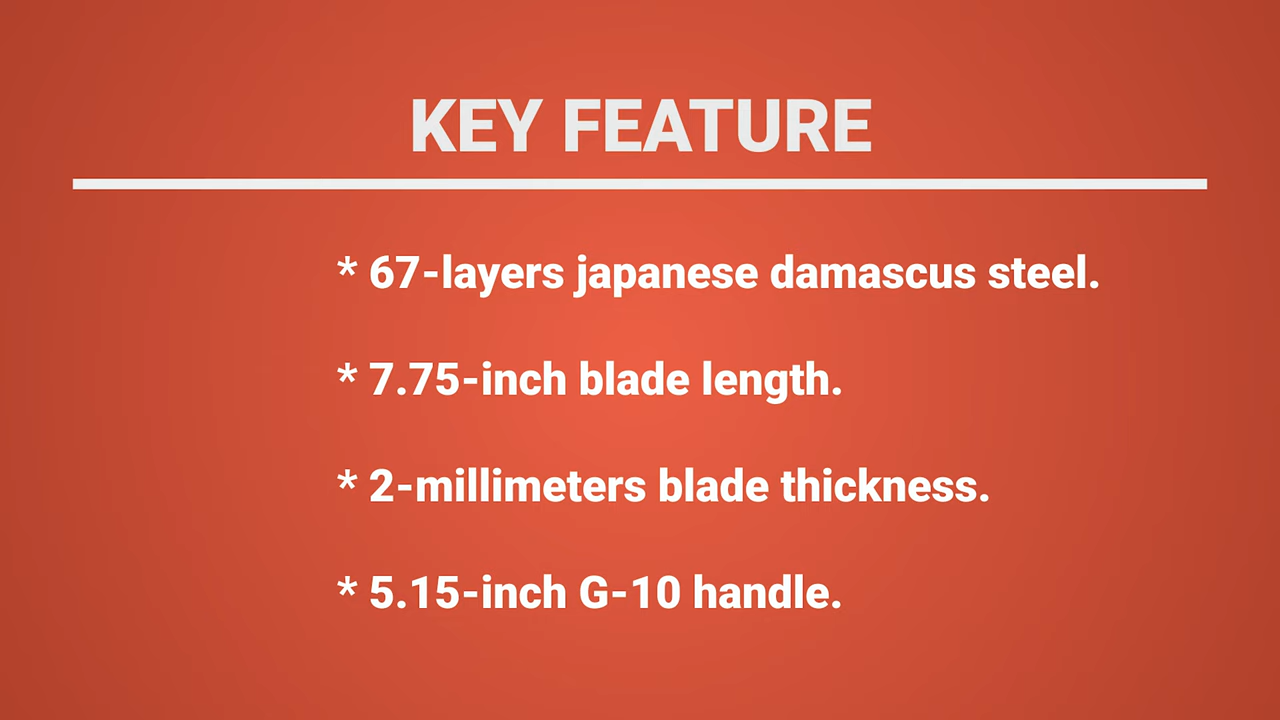 KEY FEATURE
* 67-layers japanese damascus steel.
* 7.75-inch blade length.
* 2-millimeters blade thickness.
* 5.15-inch G-10 handle.